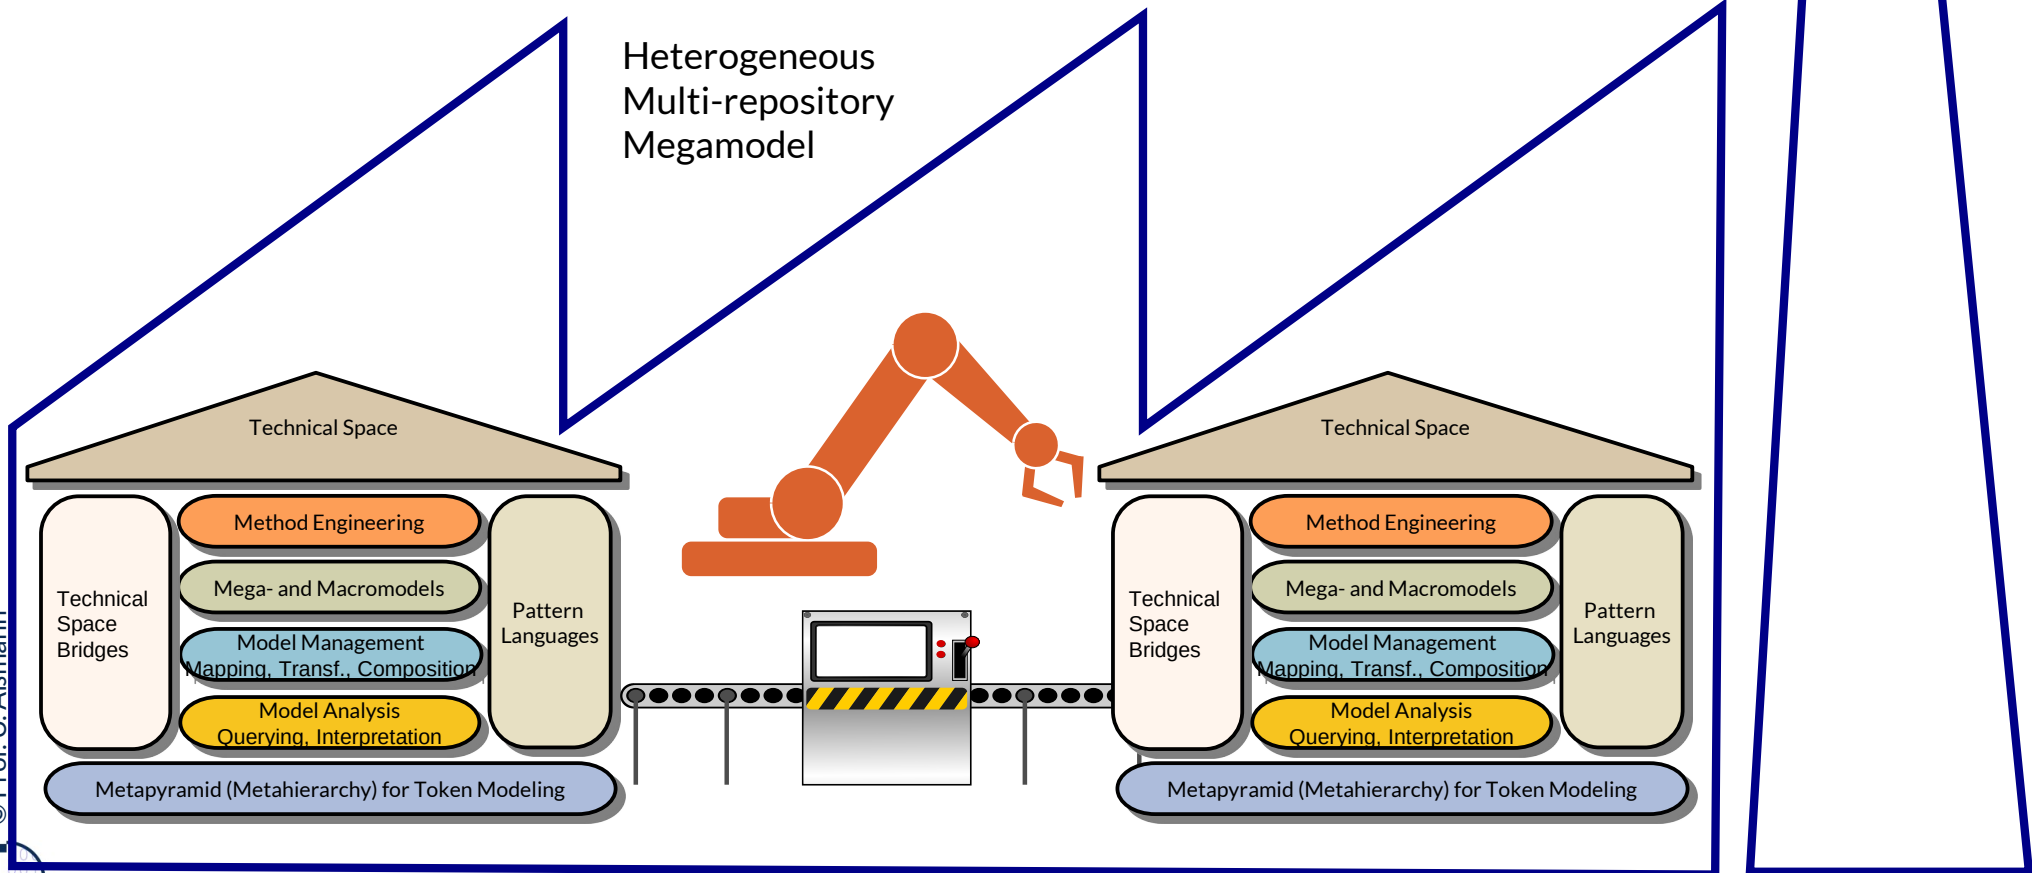 Heterogeneous
Multi-repository
Megamodel
Technical Space
Method Engineering
Mega- and Macromodels
Technical
Space
Bridges
Pattern
Languages
Model Management
Mapping, Transf., Composition
Model Analysis
Querying, Interpretation
Metapyramid (Metahierarchy) for Token Modeling
Technical Space
Method Engineering
Mega- and Macromodels
Technical
Space
Bridges
Pattern
Languages
Model Management
Mapping, Transf., Composition
Model Analysis
Querying, Interpretation
Metapyramid (Metahierarchy) for Token Modeling
© Prof. U. Aßmann